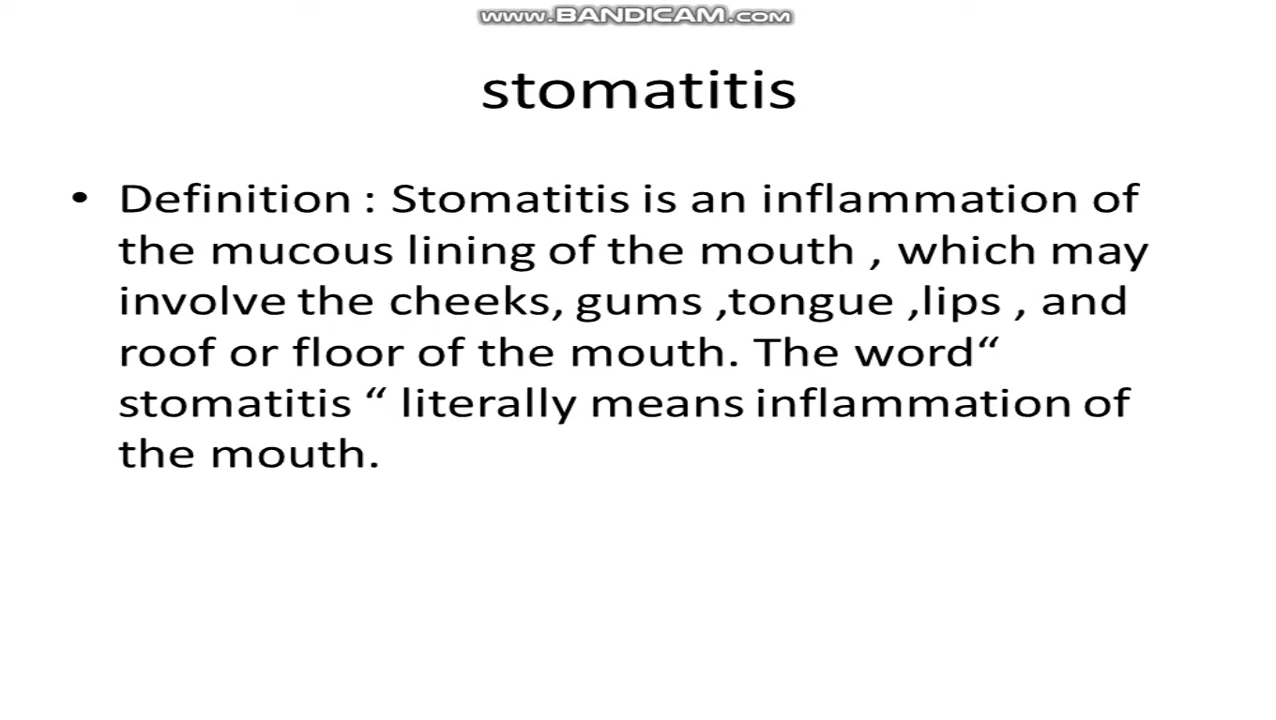 www.BANDICAM.com
stomatitis
• Definition : Stomatitis is an inflammation of
the mucous lining of the mouth , which may
involve the cheeks, gums ,tongue ,lips , and
roof or floor of the mouth. The word“
stomatitis “ literally means inflammation of
the mouth.